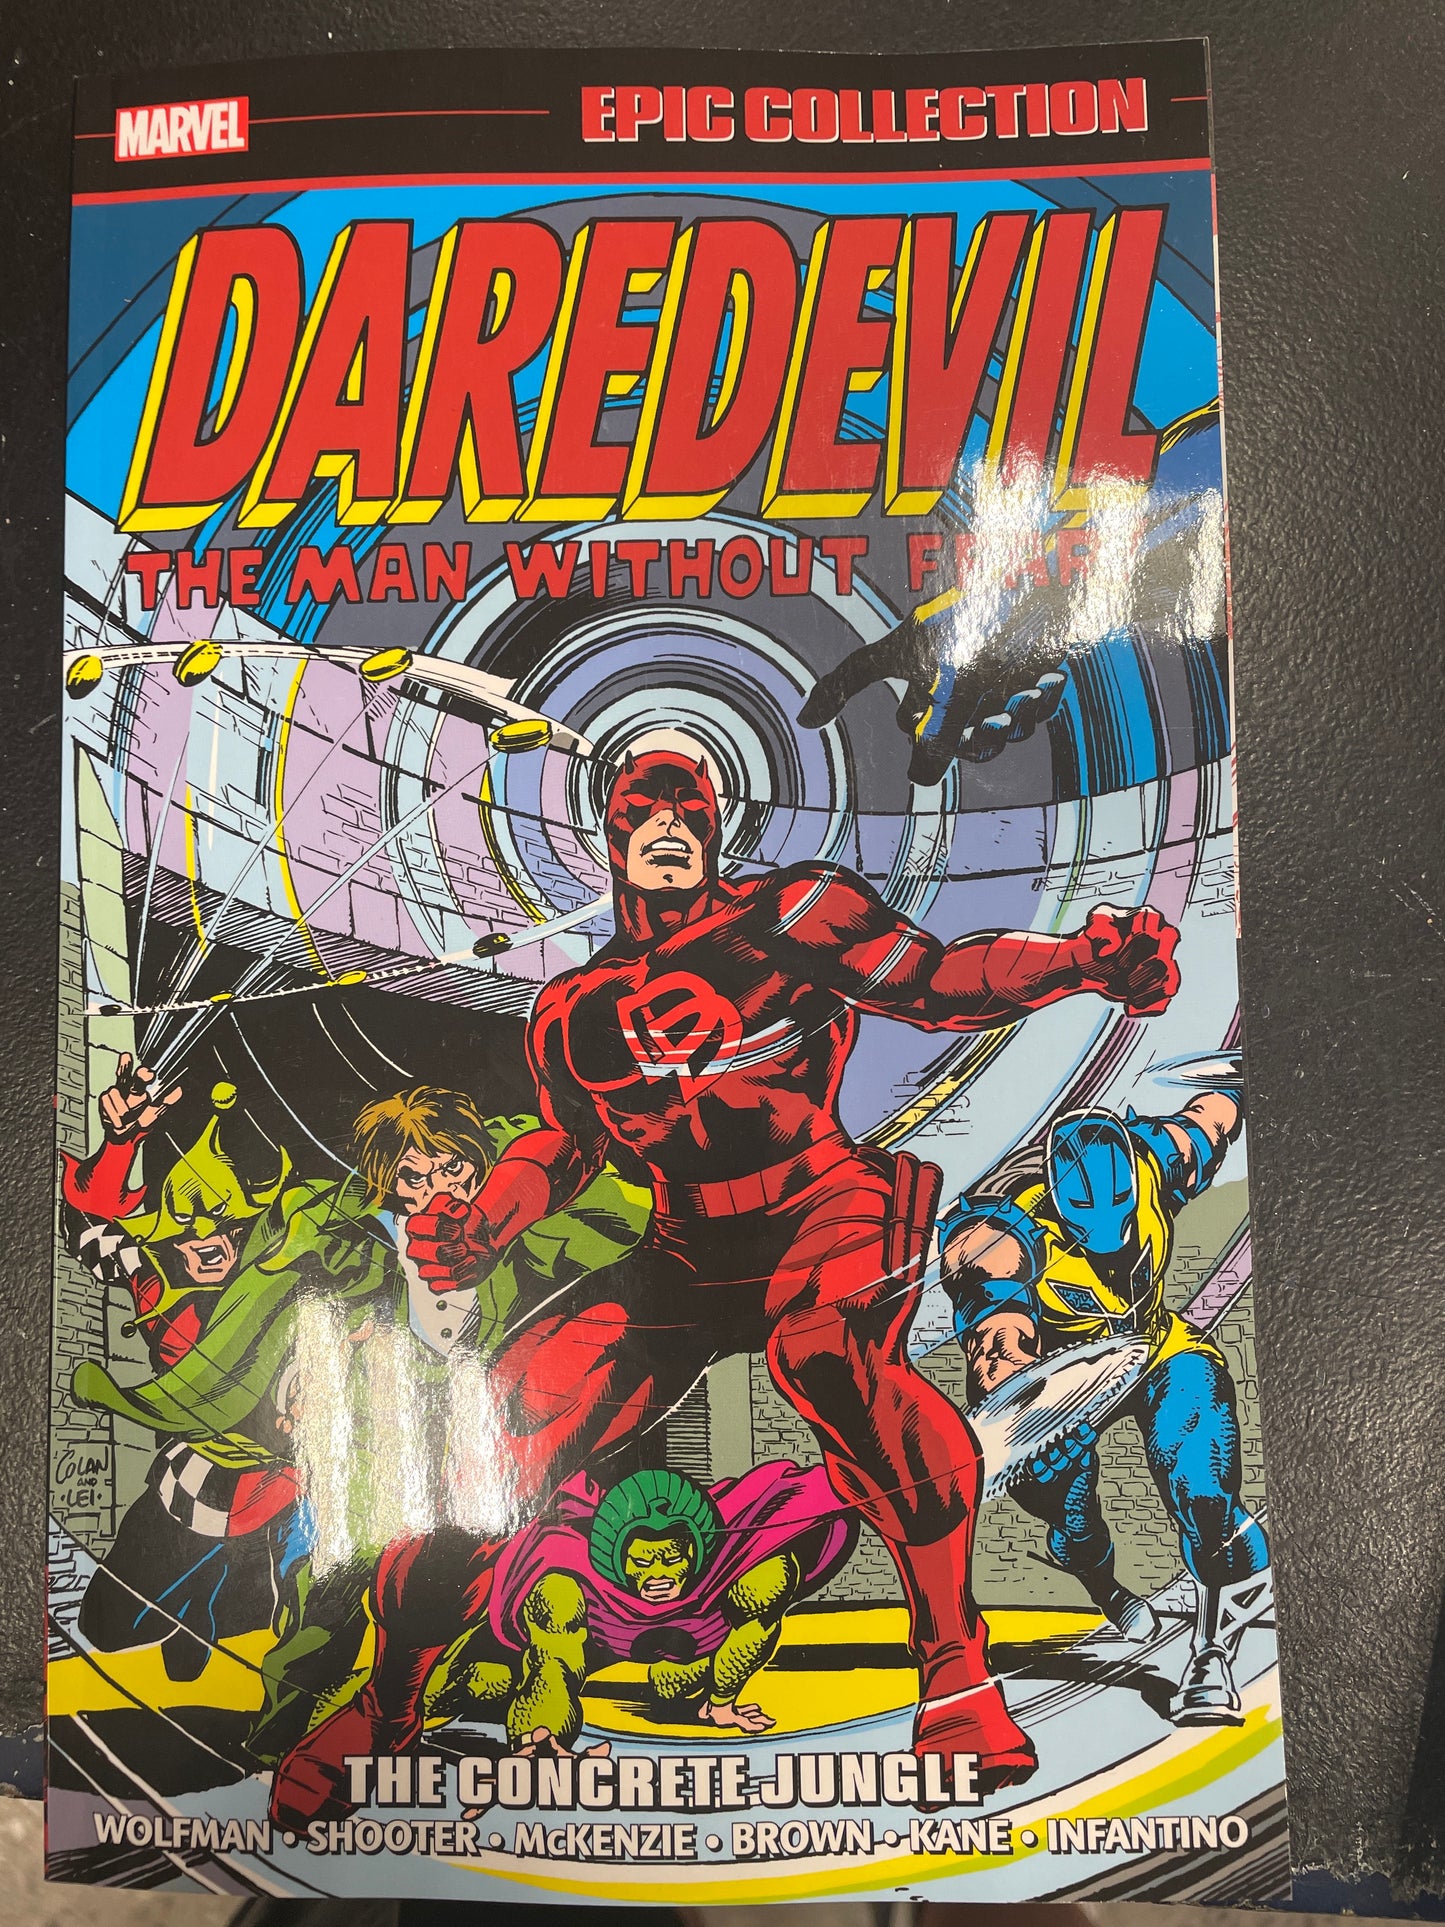 MARVEL
EPIC COLLECTION
DAREDEVIL
THE MAN WITHOUT FEAR!
COLAN
AND
LEI.
THE CONCRETE JUNGLE
WOLFMAN • SHOOTER • McKENZIE • BROWN • KANE • INFANTINO